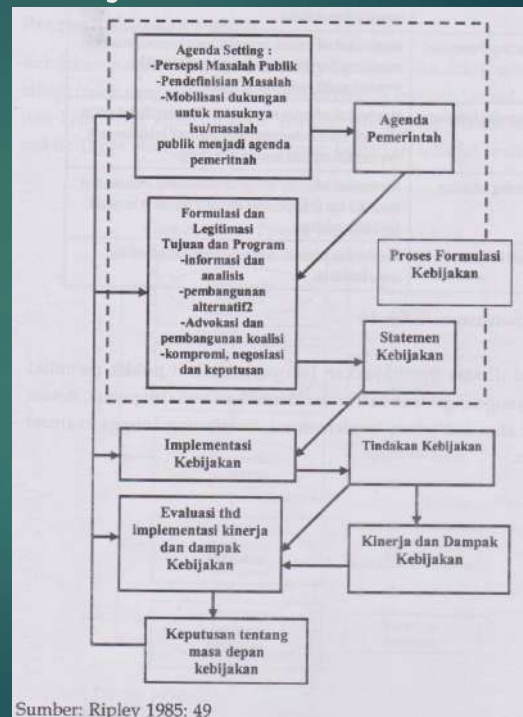 Agenda Setting :
-Persepsi Masalah Publik
-Pendefinisian Masalah
-Mobilisasi dukungan
untuk masuknya
isu/masalah
publik menjadi agenda
pemeritnah
Agenda
Pemerintah
Formulasi dan
Legitimasi
Tujuan dan Program
-informasi dan
analisis
-pembangunan
alternatif2
-Advokasi dan
pembangunan koalisi
-kompromi, negosiasi
dan keputusan
Proses Formulasi
Kebijakan
Statemen
Kebijakan
Implementasi
Kebijakan
Tindakan Kebijakan
Evaluasi thd
implementasi kinerja
dan dampak
Kebijakan
Kinerja dan Dampak
Kebijakan
Keputusan tentang
masa depan
kebijakan
Sumber: Ripley 1985: 49